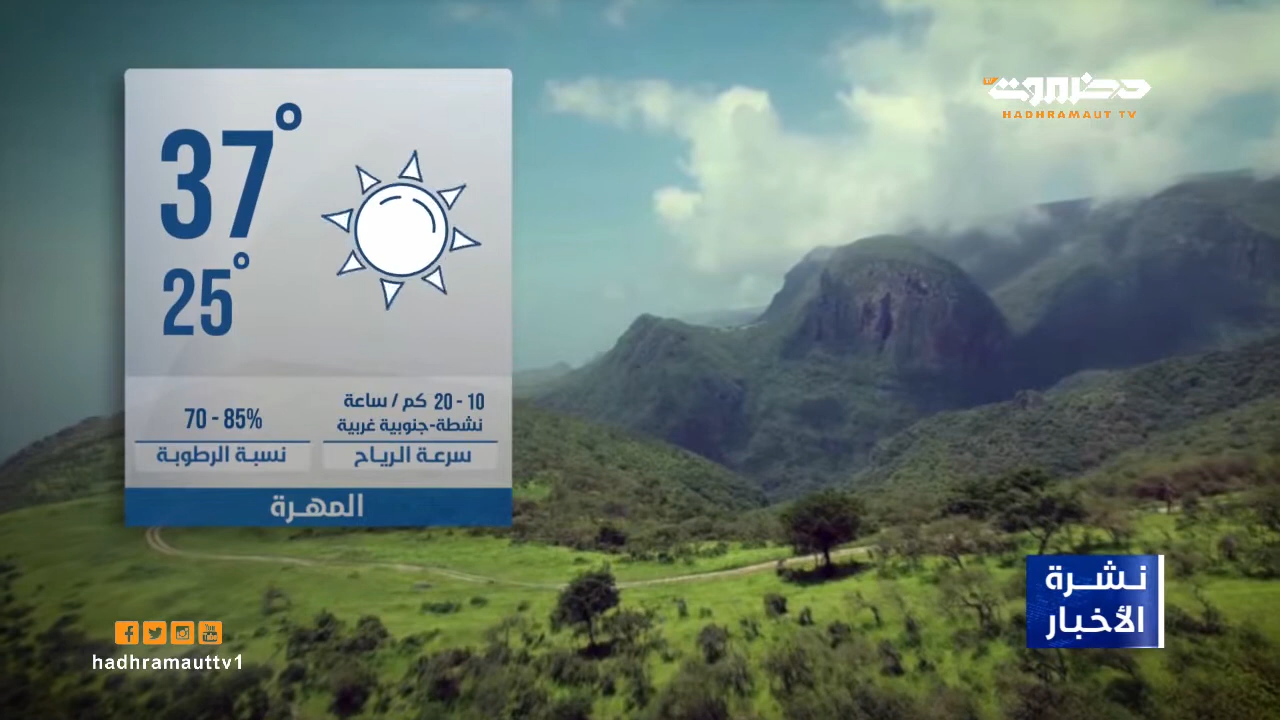 حضرموت
HADHRAMAUT TV
37°
25°
10 - 20 كم / ساعة
نشطة-جنوبية غربية
سرعة الرياح
70 - 85%
نسبة الرطوبة
المهرة
نشرة
الأخبار
hadhramauttv1